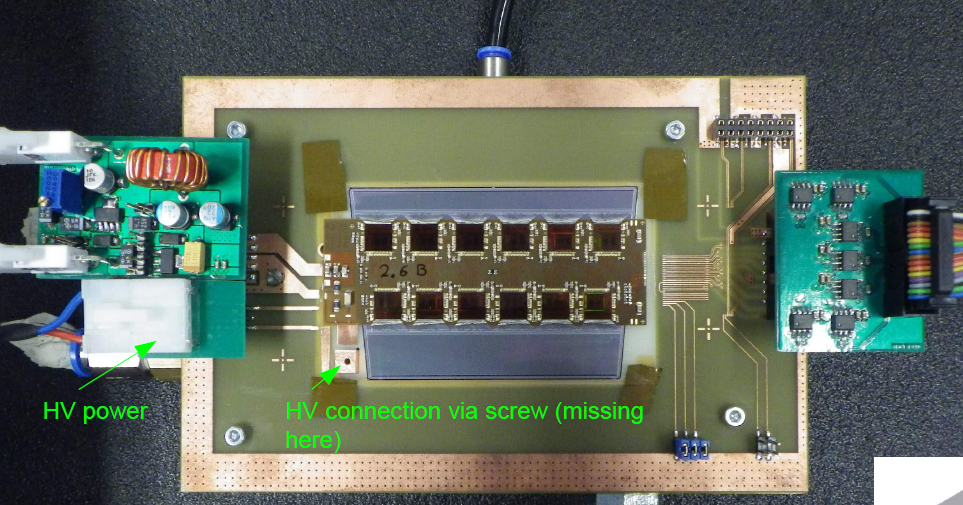 2.6 B
HV power
HV connection via screw (missing
here)